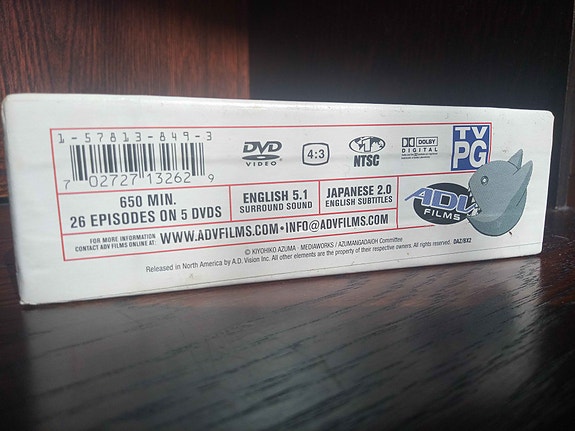 1-57813-849-3
7 02727 13262 9
DVD VIDEO
4:3
NTSC
DOLBY DIGITAL
TV PG
650 MIN.
26 EPISODES ON 5 DVDS
ENGLISH 5.1
SURROUND SOUND
JAPANESE 2.0
ENGLISH SUBTITLES
ADV FILMS
FOR MORE INFORMATION
CONTACT ADV FILMS ONLINE AT:
WWW.ADVFILMS.COM•INFO@ADVFILMS.COM
© KIYOHIKO AZUMA - MEDIAWORKS / AZUMANGADAIOH Committee
Released in North America by A.D. Vision Inc. All other elements are the property of their respective owners. All rights reserved. DAZ/BX2